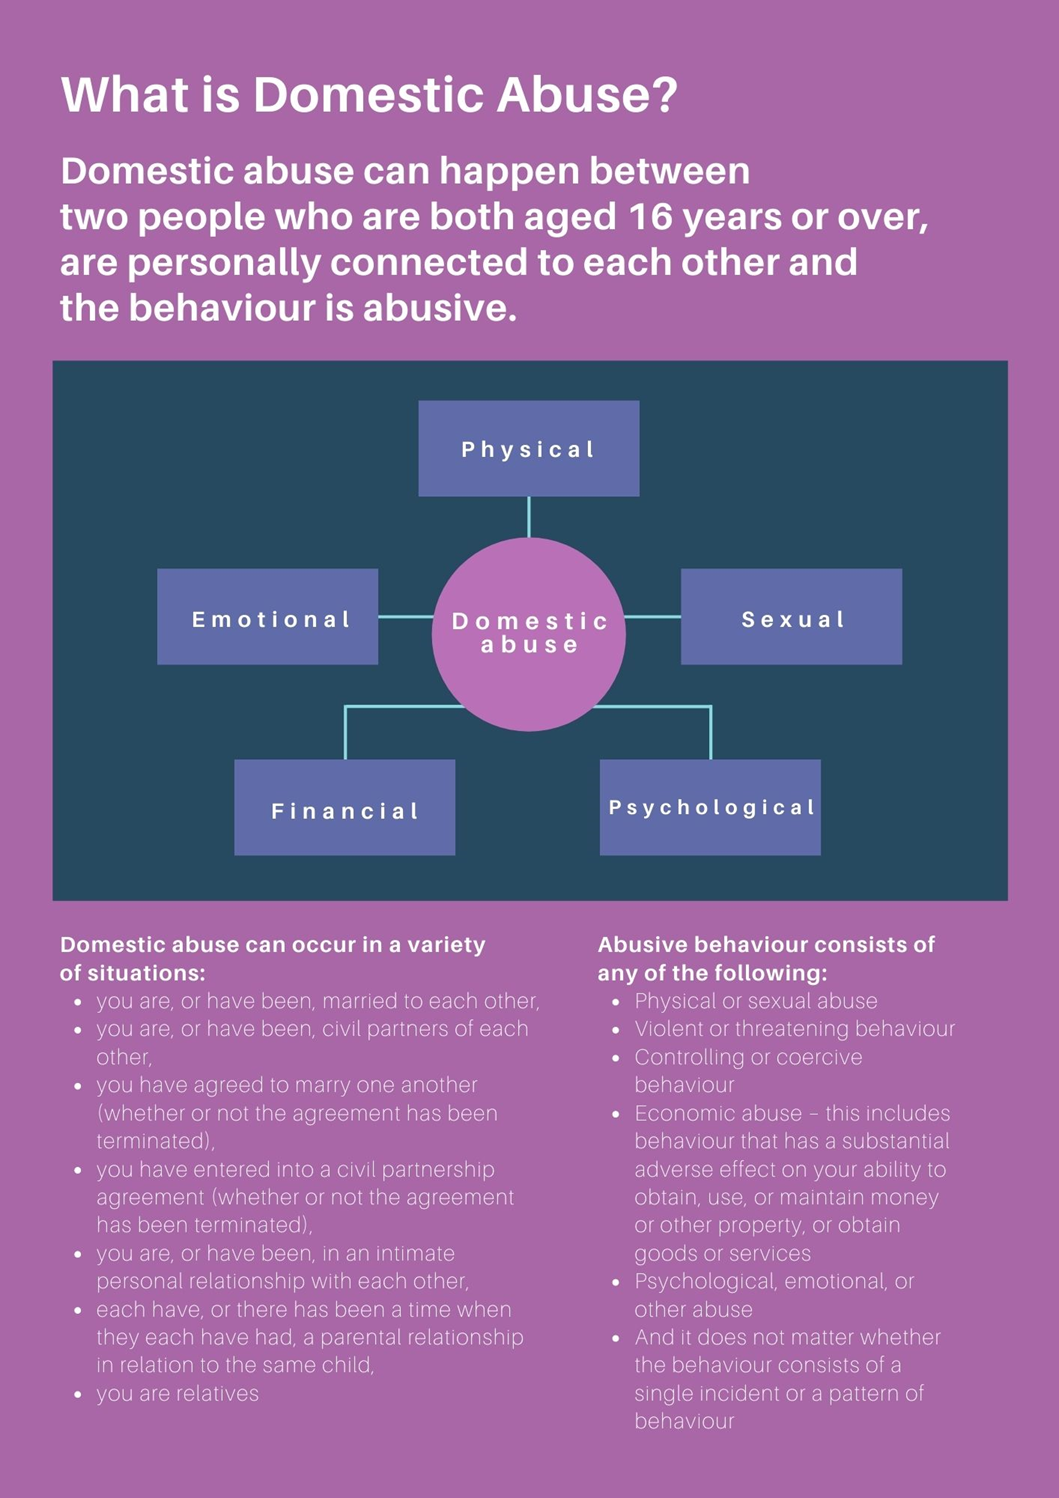 What is Domestic Abuse?
Domestic abuse can happen between
two people who are both aged 16 years or over,
are personally connected to each other and
the behaviour is abusive.
Physical
Emotional
Domestic
abuse
Sexual
Financial
Psychological
Domestic abuse can occur in a variety
of situations:
• you are, or have been, married to each other,
• you are, or have been, civil partners of each
other,
• you have agreed to marry one another
(whether or not the agreement has been
terminated),
• you have entered into a civil partnership
agreement (whether or not the agreement
has been terminated),
• you are, or have been, in an intimate
personal relationship with each other,
• each have, or there has been a time when
they each have had, a parental relationship
in relation to the same child,
• you are relatives
Abusive behaviour consists of
any of the following:
• Physical or sexual abuse
• Violent or threatening behaviour
• Controlling or coercive
behaviour
• Economic abuse – this includes
behaviour that has a substantial
adverse effect on your ability to
obtain, use, or maintain money
or other property, or obtain
goods or services
• Psychological, emotional, or
other abuse
• And it does not matter whether
the behaviour consists of a
single incident or a pattern of
behaviour